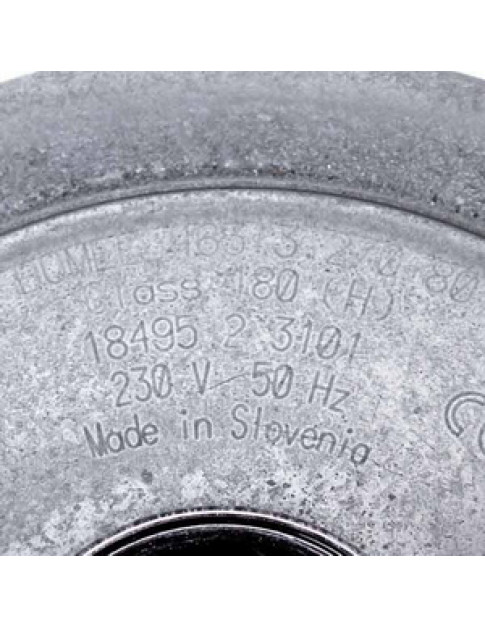 Class 180 (H)
18495 2 3101
230 V~ 50 Hz
Made in Slovenia